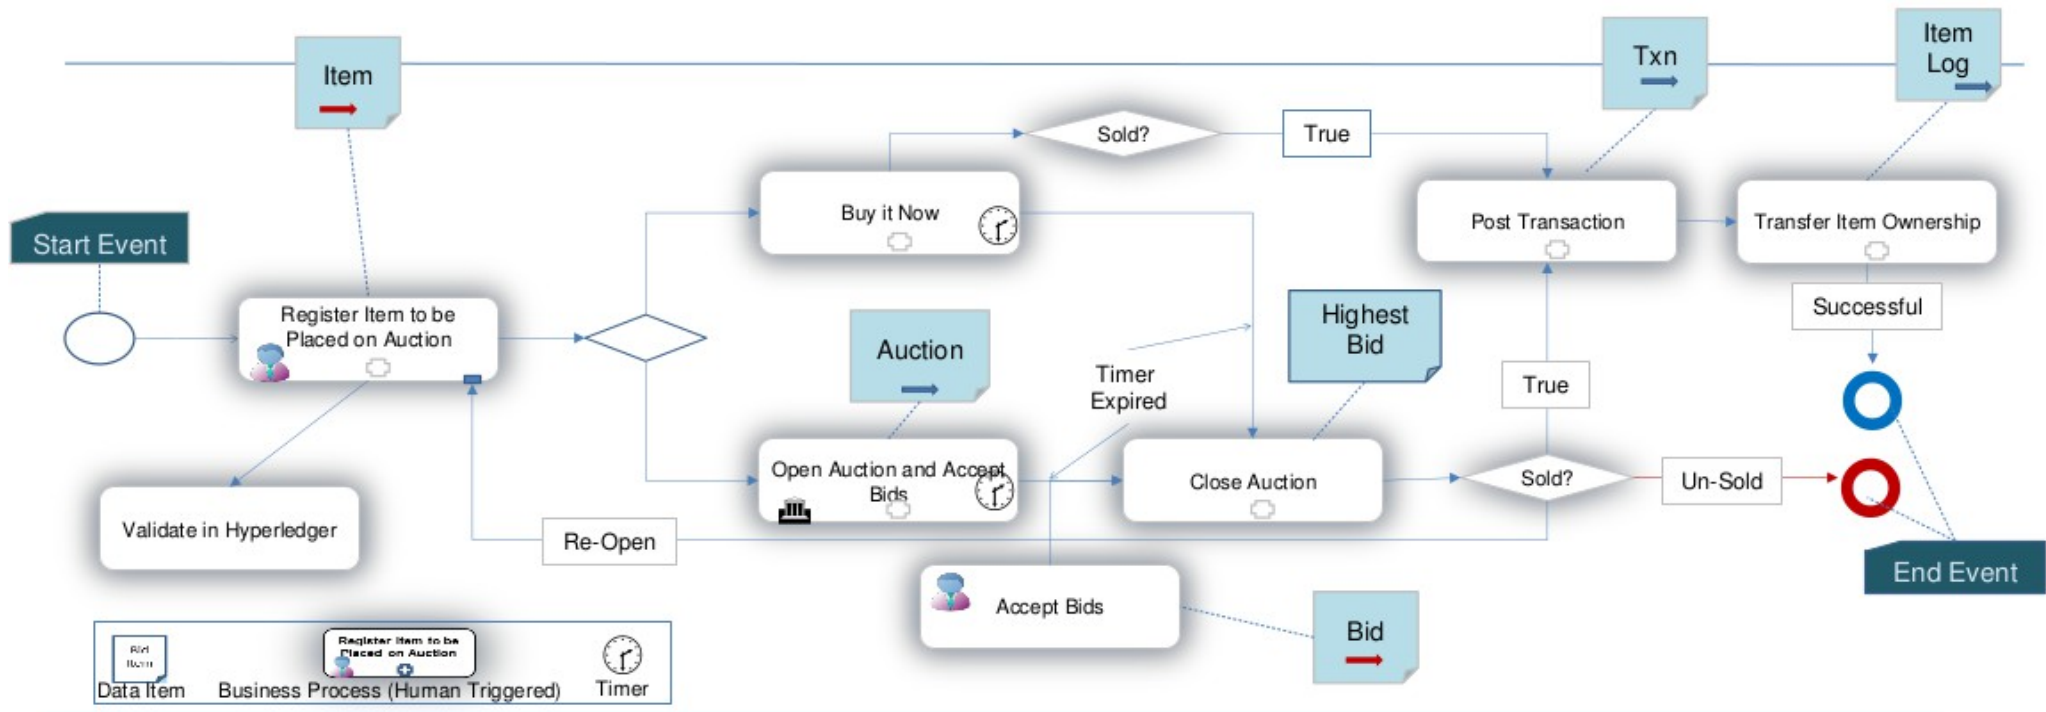 Item
Txn
Item
Log
Sold?
True
Start Event
Buy it Now
Post Transaction
Transfer Item Ownership
Register Item to be
Placed on Auction
Auction
Highest
Bid
Successful
Timer
Expired
True
Open Auction and Accept
Bids
Close Auction
Sold?
Un-Sold
Validate in Hyperledger
Re-Open
End Event
Accept Bids
Bid
Bid
Item
Register Item to be
Placed on Auction
Data Item
Business Process (Human Triggered)
Timer